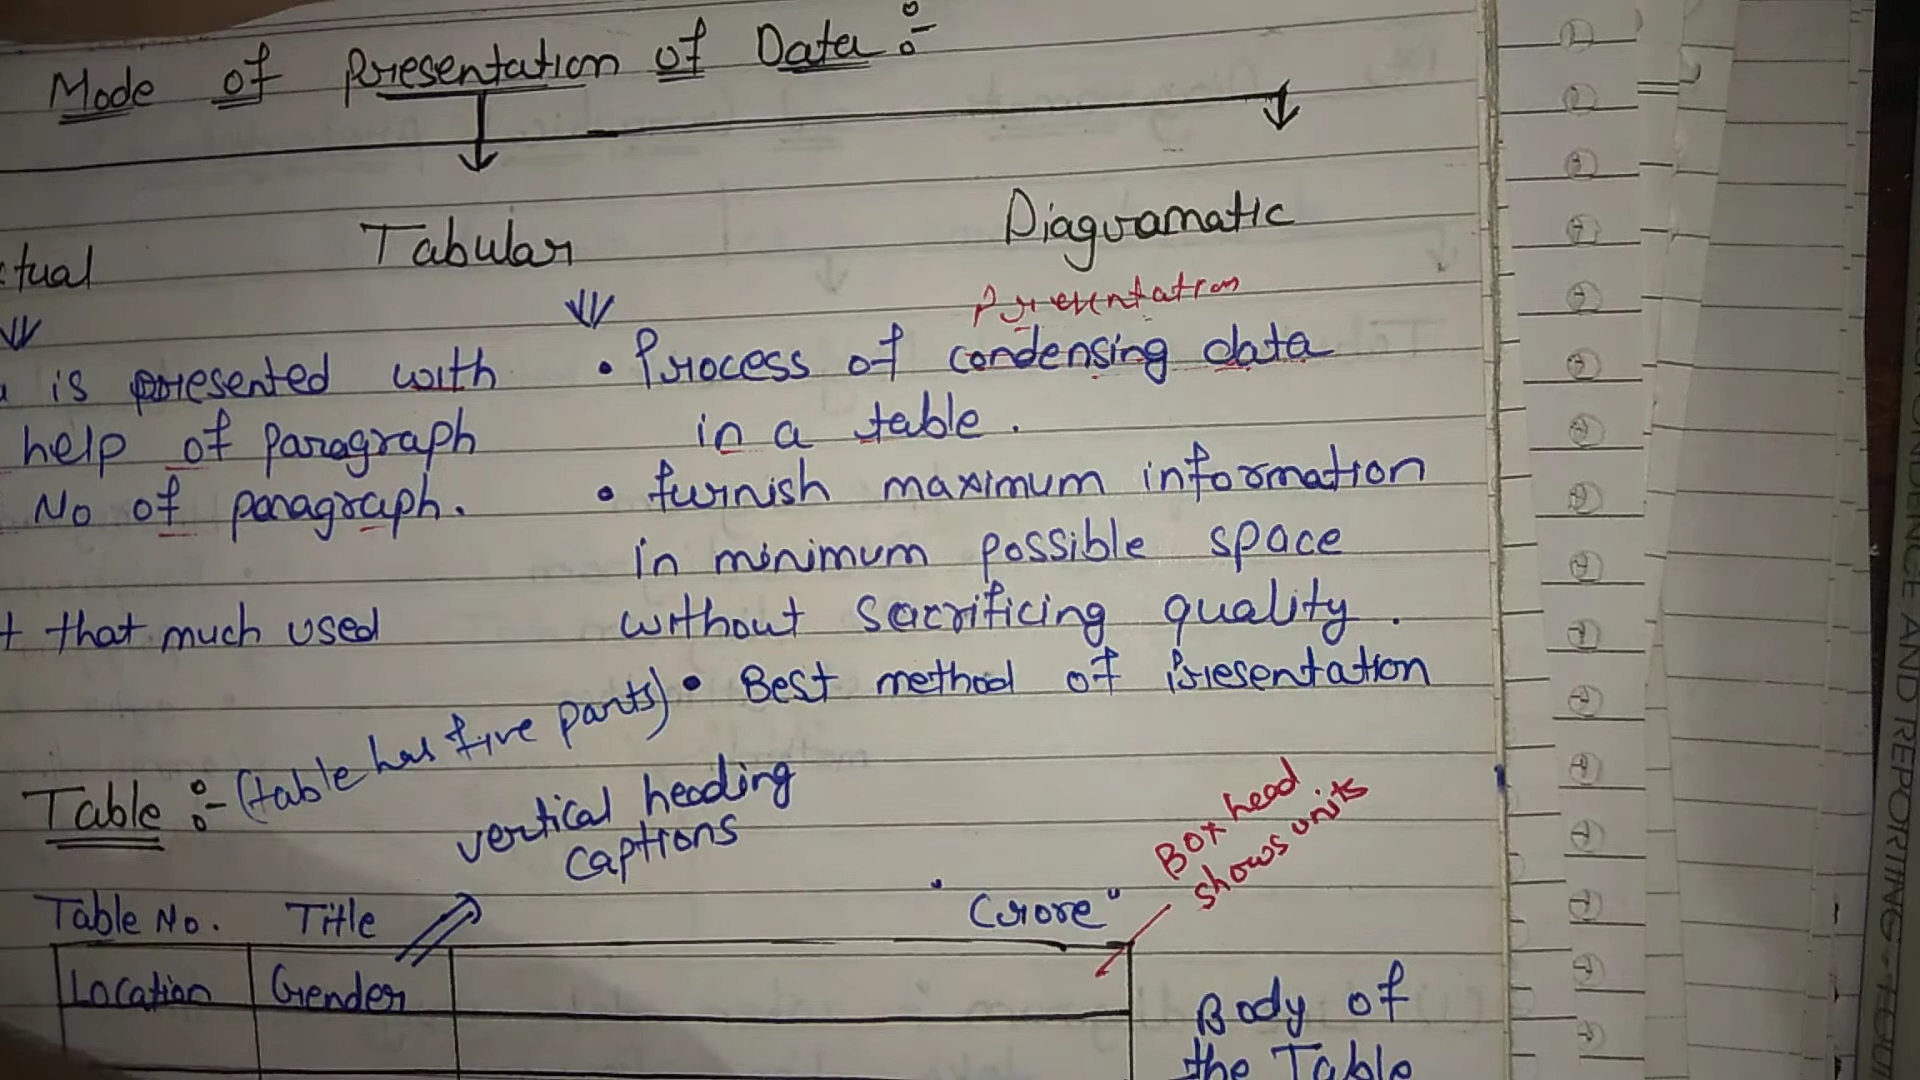 Mode of Presentation of Data :-
Tabular
Diagramatic
Presentation
is presented with
help of paragraph
No of paragraph.
that much used
• Process of condensing data
in a table.
• furnish maximum information
in minimum possible space
without sacrificing quality.
• Best method of Presentation
Table :- (table has five parts)
vertical heading
captions
Box head
shows units
Table No. Title
"Crore"
Location Gender
Body of
the Table